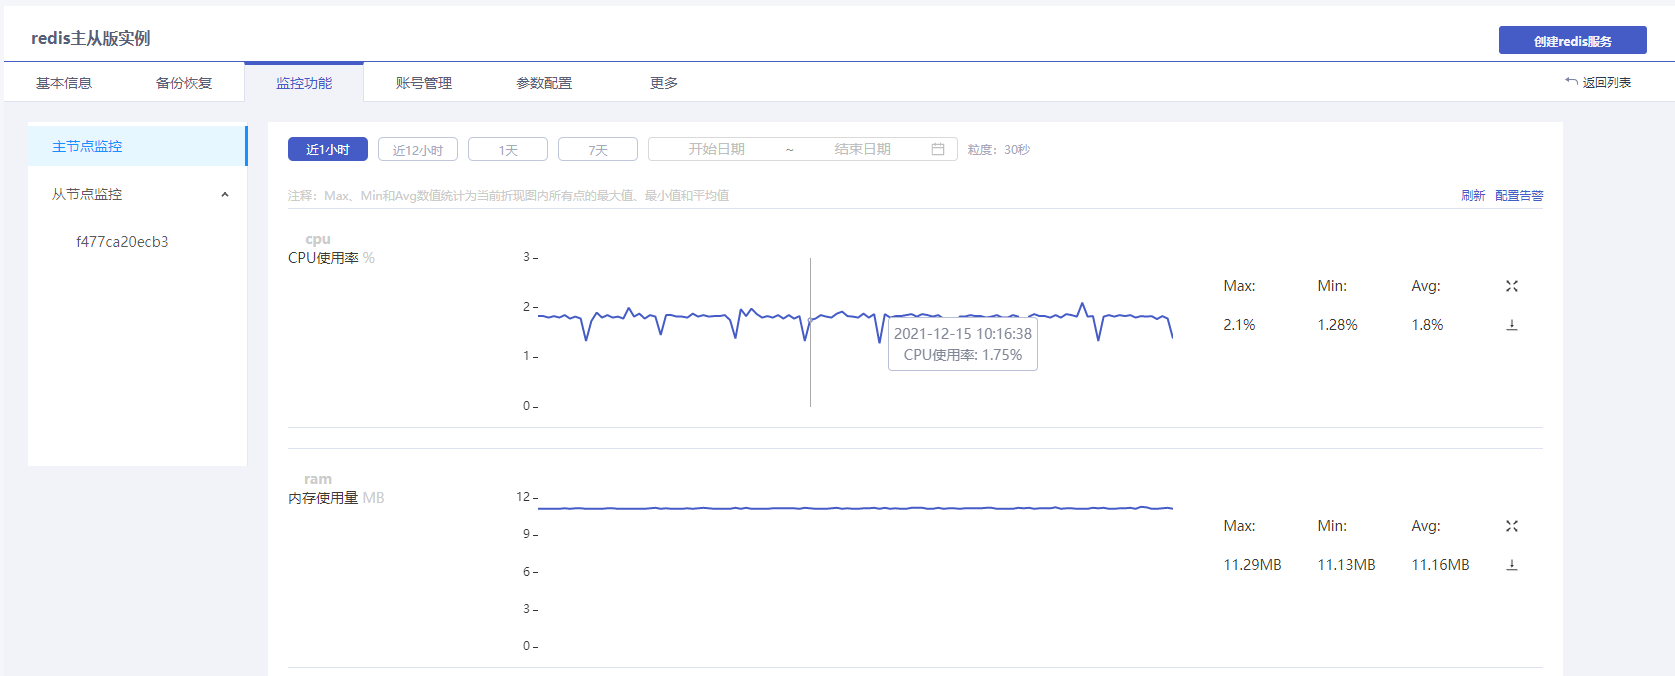 redis主从版实例
创建redis服务
基本信息 备份恢复 监控功能 账号管理 参数配置 更多 返回列表
主节点监控
从节点监控
f477ca20ecb3
近1小时 近12小时 1天 7天 开始日期 ~ 结束日期 粒度：30秒
注释：Max、Min和Avg数值统计为当前折现图内所有点的最大值、最小值和平均值 刷新 配置告警
cpu
CPU使用率 %
3
2
1
0
2021-12-15 10:16:38
CPU使用率: 1.75%
Max: Min: Avg:
2.1% 1.28% 1.8%
ram
内存使用量 MB
12
9
6
3
0
Max: Min: Avg:
11.29MB 11.13MB 11.16MB